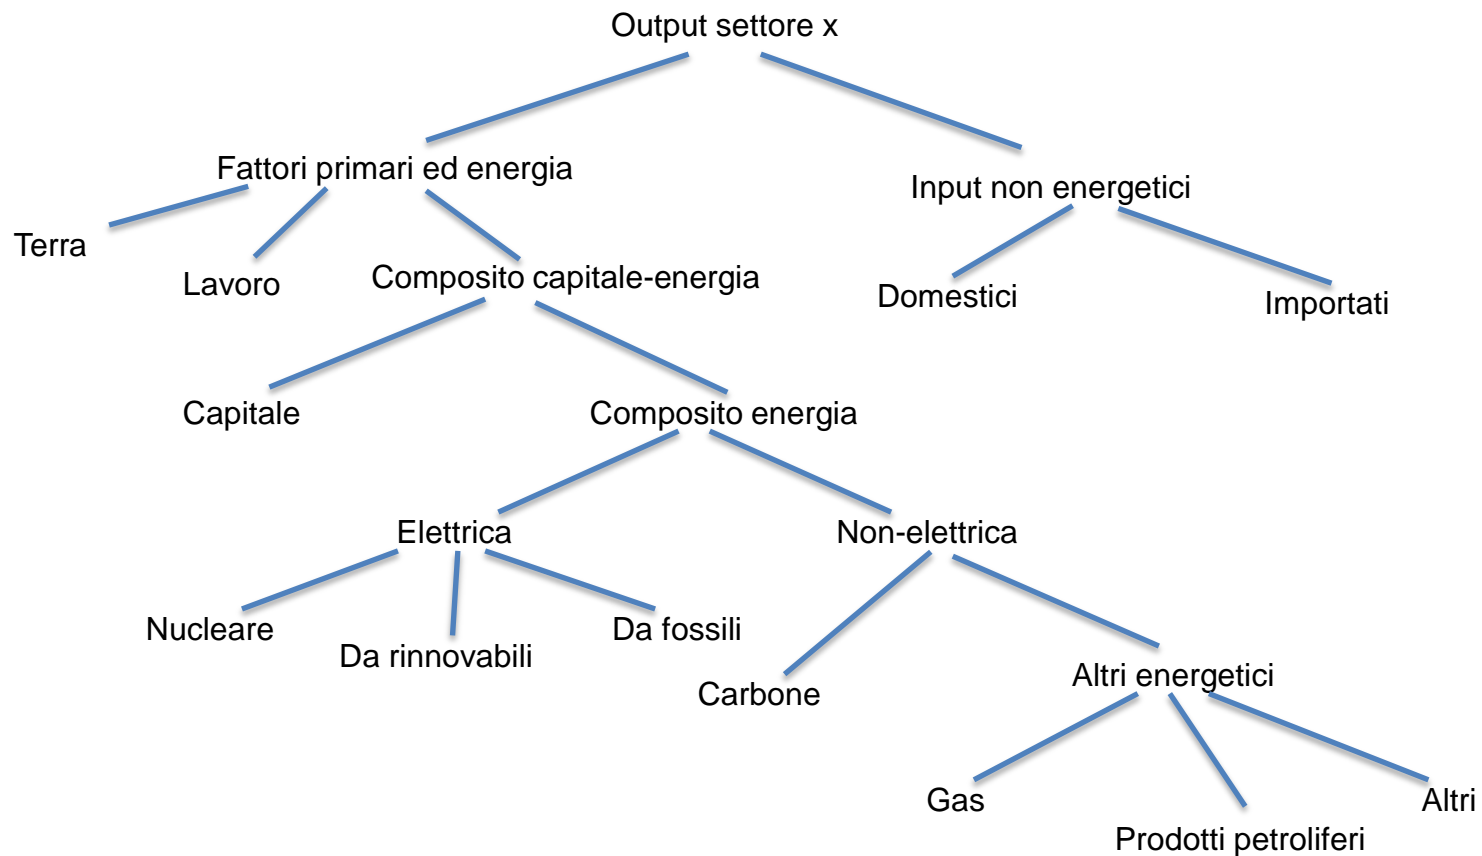 Output settore x
Fattori primari ed energia
Input non energetici
Terra
Lavoro
Composito capitale-energia
Domestici
Importati
Capitale
Composito energia
Elettrica
Non-elettrica
Nucleare
Da rinnovabili
Da fossili
Carbone
Altri energetici
Gas
Prodotti petroliferi
Altri